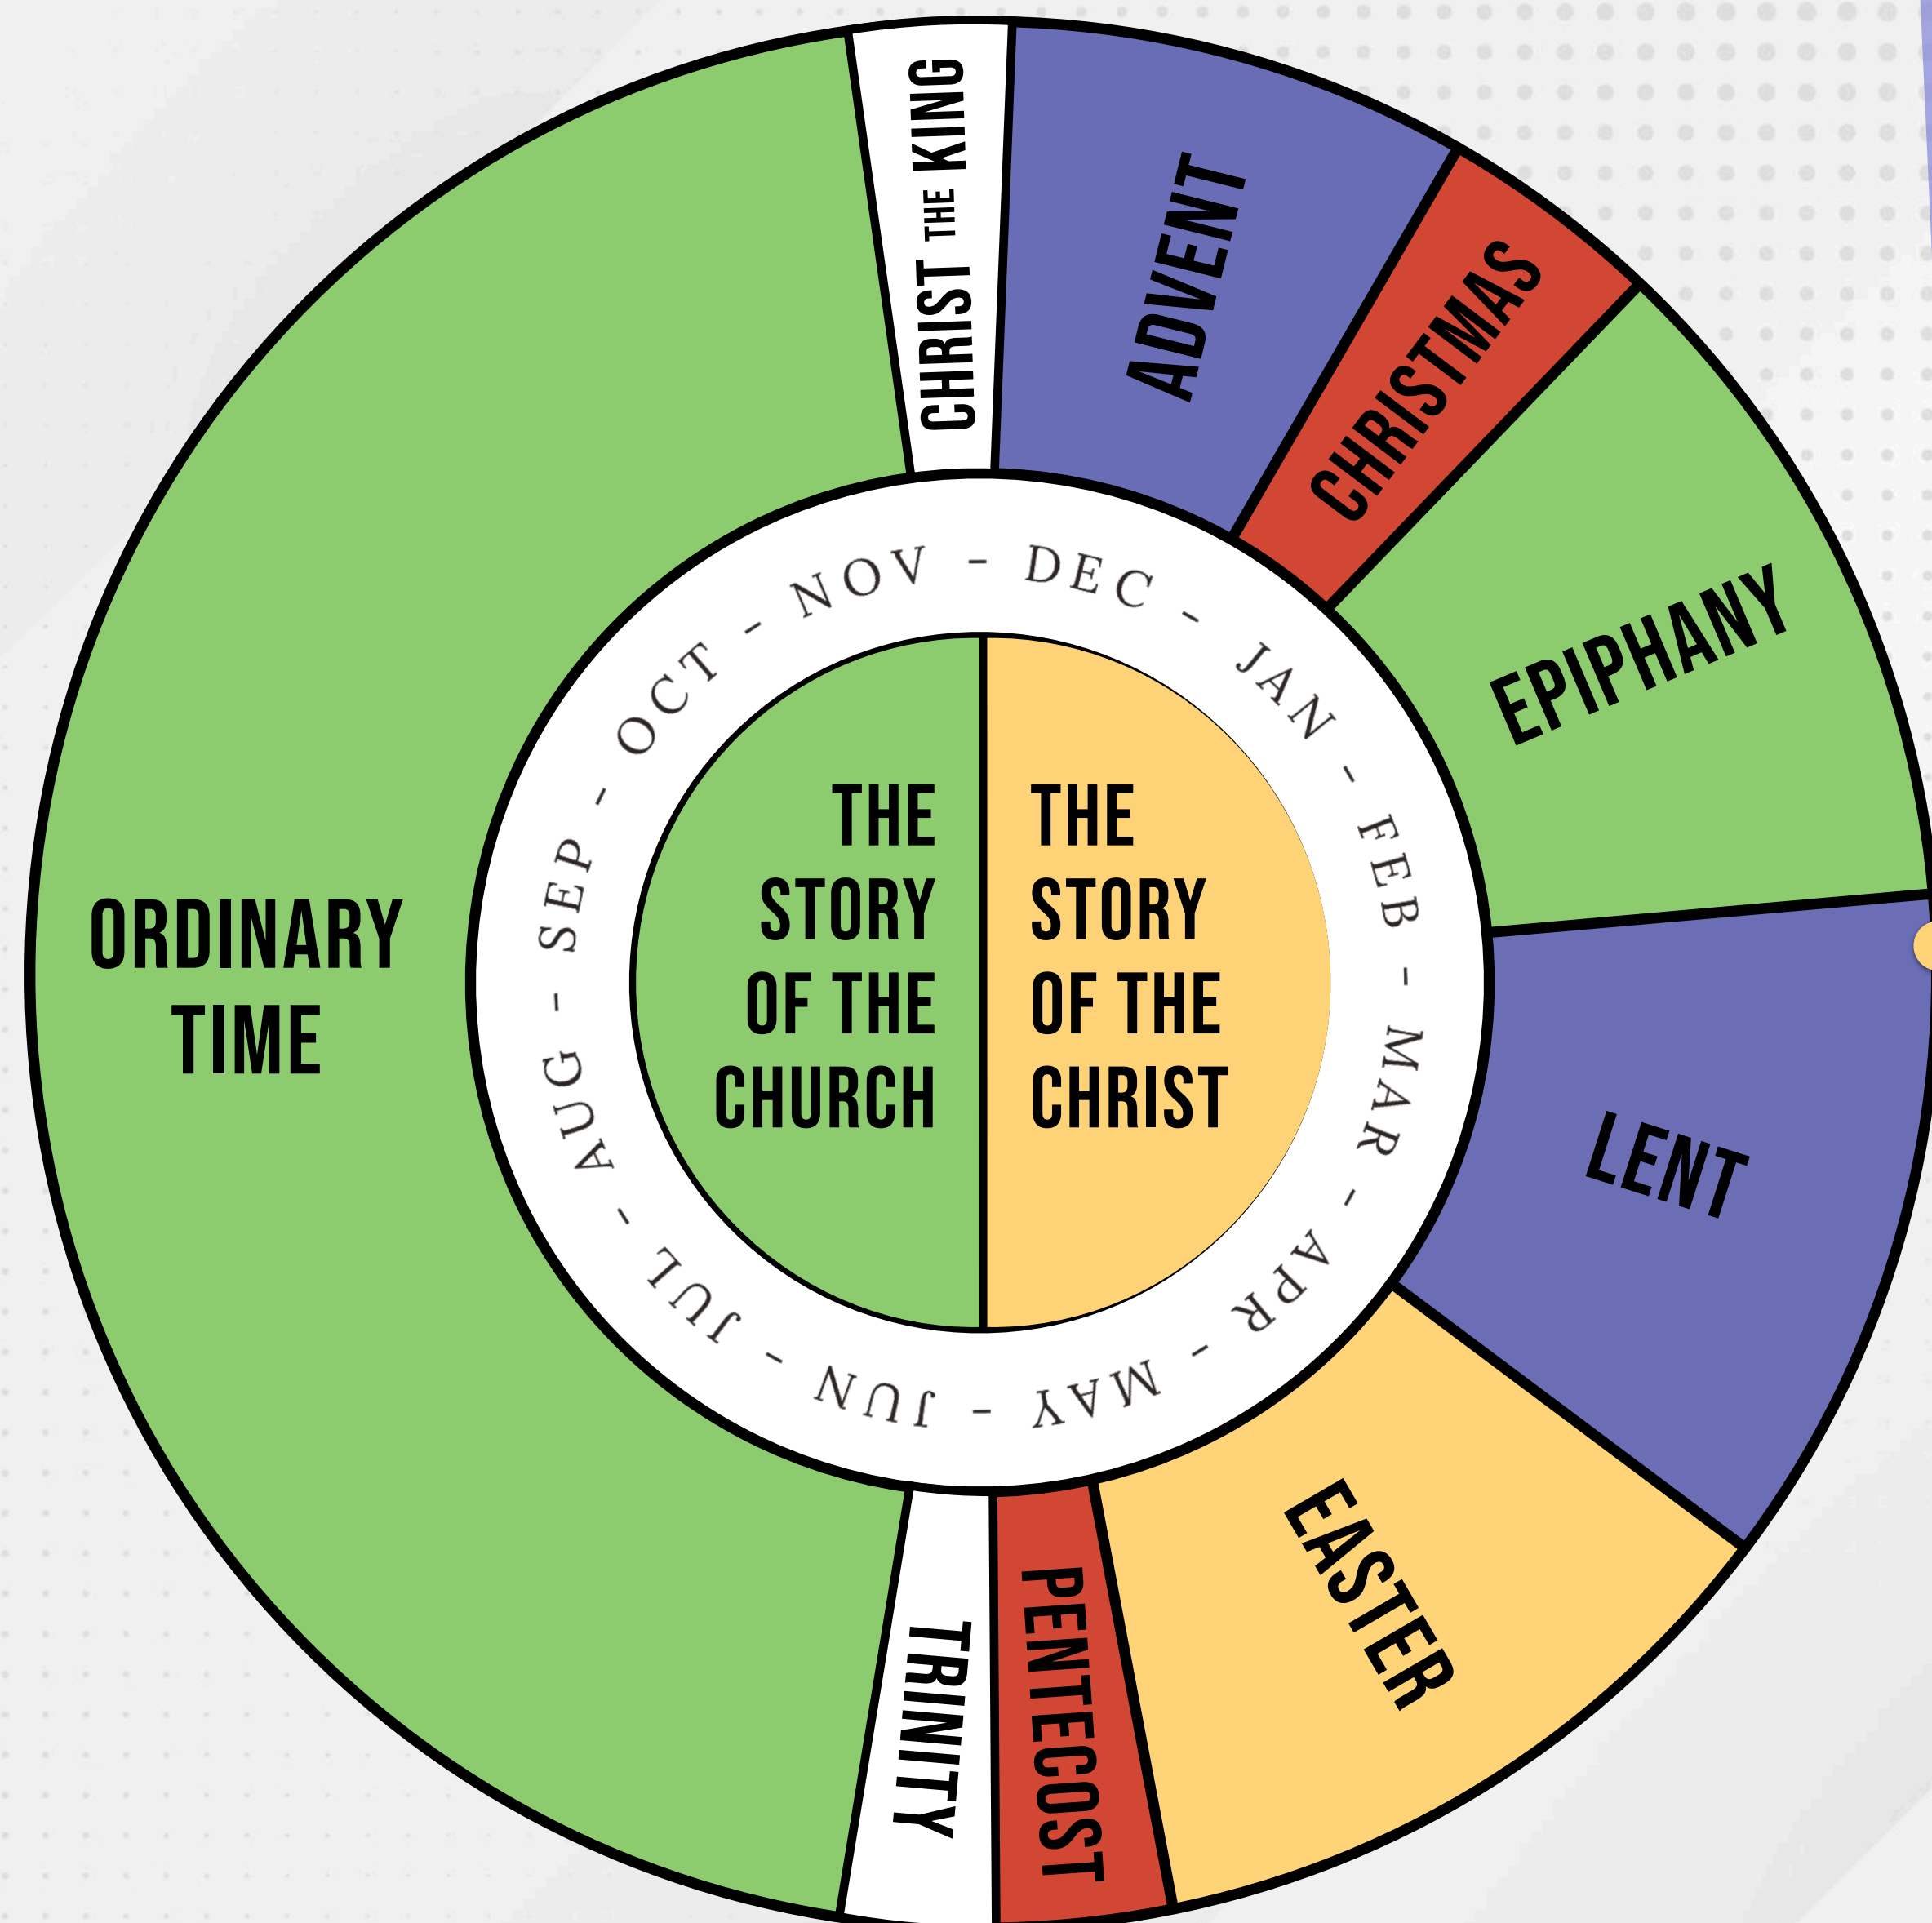 CHRIST THE KING
ADVENT
CHRISTMAS
EPIPHANY
LENT
EASTER
PENTECOST
TRINITY
ORDINARY
TIME
NOV - DEC - JAN - FEB - MAR - APR - MAY - JUN - JUL - AUG - SEP - OCT -
THE
STORY
OF THE
CHURCH
THE
STORY
OF THE
CHRIST